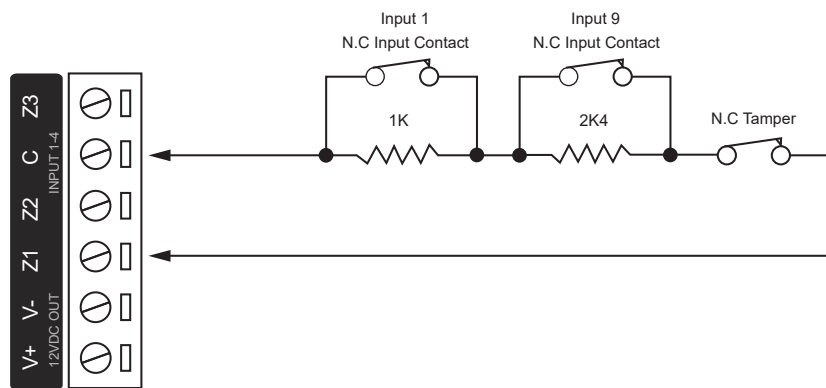 Input 1
N.C Input Contact
Input 9
N.C Input Contact
1K
2K4
N.C Tamper
Z3
C
Z2
Z1
V-
V+
INPUT 1-4
12VDC OUT